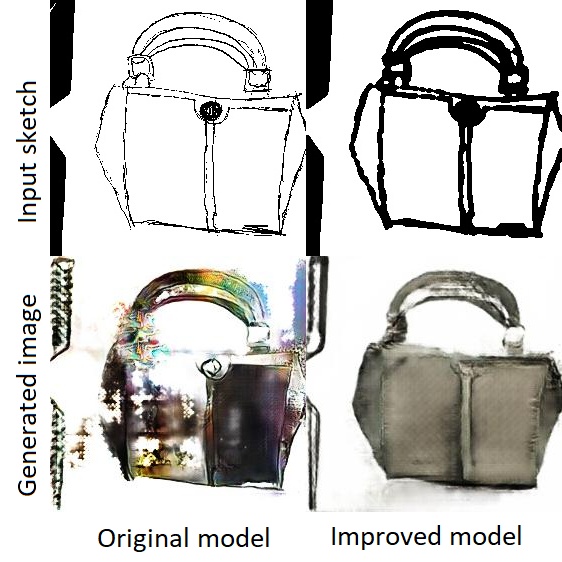 Input sketch
Generated image
Original model
Improved model